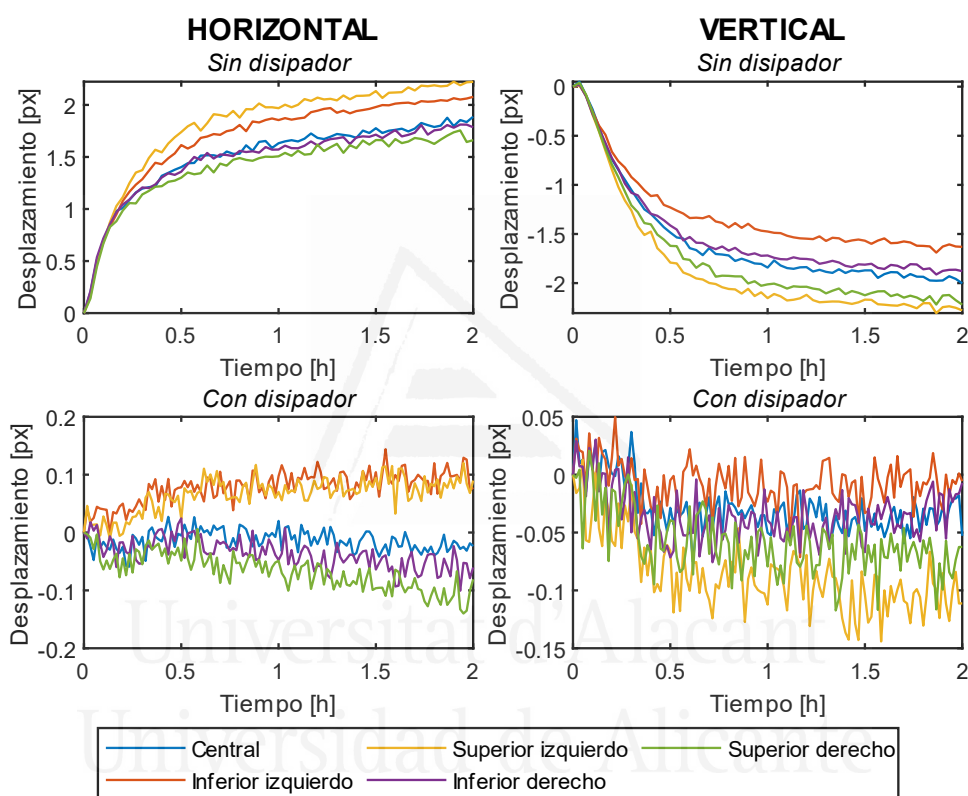 HORIZONTAL
Sin disipador
Desplazamiento [px]
2
1.5
1
0.5
0
0 0.5 1 1.5 2
Tiempo [h]
VERTICAL
Sin disipador
Desplazamiento [px]
0
-0.5
-1
-1.5
-2
0 0.5 1 1.5 2
Tiempo [h]
Con disipador
Desplazamiento [px]
0.2
0.1
0
-0.1
-0.2
0 0.5 1 1.5 2
Tiempo [h]
Con disipador
Desplazamiento [px]
0.05
0
-0.05
-0.1
-0.15
0 0.5 1 1.5 2
Tiempo [h]
Universitat d'Alacant
Universidad de Alicante
Central Superior izquierdo Superior derecho
Inferior izquierdo Inferior derecho